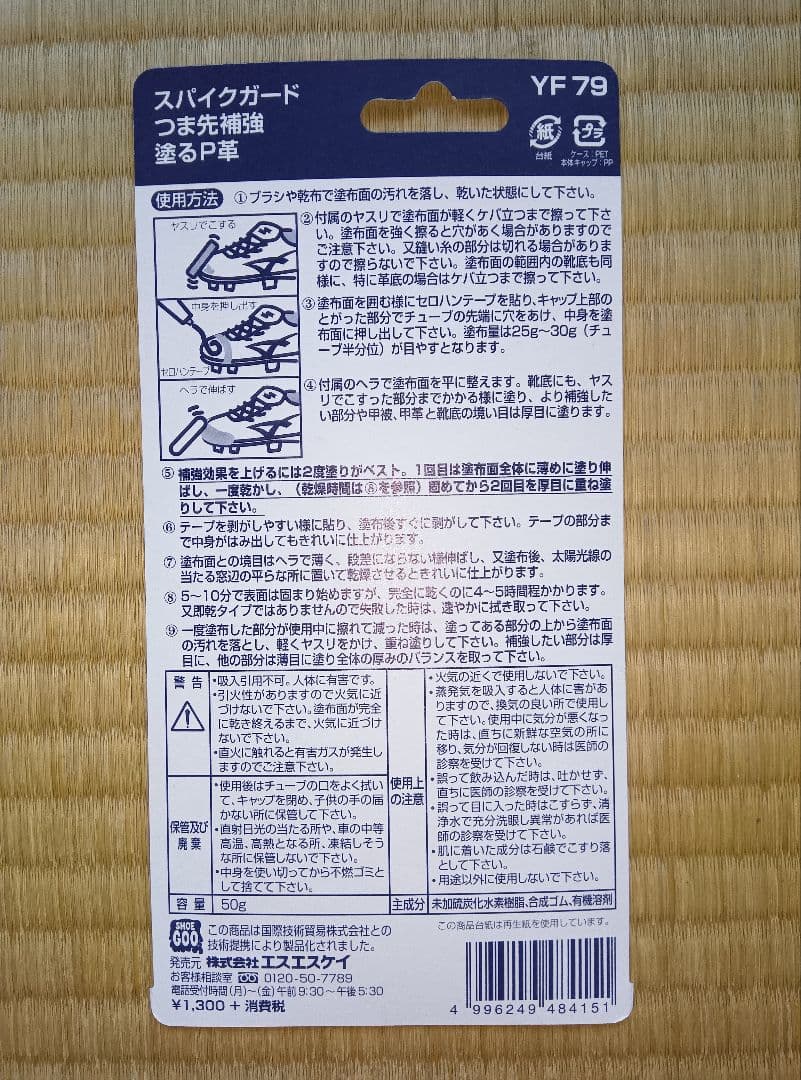 スパイクガード
つま先補強
塗るP革
YF 79
紙
台紙
プラ
ケース:PET
本体キャップ:PP
使用方法
①ブラシや乾布で塗布面の汚れを落し、乾いた状態にして下さい。
ヤスリでこする
②付属のヤスリで塗布面が軽くケバ立つまで擦って下さ
い。塗布面を強く擦ると穴があく場合がありますので
ご注意下さい。又縫い糸の部分は切れる場合がありま
すので擦らないで下さい。塗布面の範囲内の靴底も同
様に、特に革底の場合はケバ立つまで擦って下さい。
中身を押し出す
セロハンテープ
③塗布面を囲む様にセロハンテープを貼り、キャップ上部の
とがった部分でチューブの先端に穴をあけ、中身を塗
布面に押し出して下さい。塗布量は25g~30g(チュ
ーブ半分位)が目やすとなります。
ヘラで伸ばす
④付属のヘラで塗布面を平に整えます。靴底にも、ヤス
リでこすった部分までかかる様に塗り、より補強した
い部分や甲被、甲革と靴底の境い目は厚目に塗ります。
⑤補強効果を上げるには2度塗りがベスト。1回目は塗布面全体に薄めに塗り伸
ばし、一度乾かし、(乾燥時間は⑧を参照)固めてから2回目を厚目に重ね塗
りして下さい。
⑥テープを剥がしやすい様に貼り、塗布後すぐに剥がして下さい。テープの部分ま
で中身がはみ出してもきれいに仕上がります。
⑦塗布面との境目はヘラで薄く、段差にならない様伸ばし、又塗布後、太陽光線の
当たる窓辺の平らな所に置いて乾燥させるときれいに仕上がります。
⑧5~10分で表面は固まり始めますが、完全に乾くのに4~5時間程かかります。
又即乾タイプではありませんので失敗した時は、速やかに拭き取って下さい。
⑨一度塗布した部分が使用中に擦れて減った時は、塗ってある部分の上から塗布面
の汚れを落とし、軽くヤスリをかけ、重ね塗りして下さい。補強したい部分は厚
目に、他の部分は薄目に塗り全体の厚みのバランスを取って下さい。
警告
・吸入引用不可。人体に有害です。
・引火性がありますので火気に近
づけないで下さい。塗布面が完全
に乾き終えるまで、火気に近づけ
ないで下さい。
・直火に触れると有害ガスが発生し
ますのでご注意下さい。
保管及び
廃棄
・使用後はチューブの口をよく拭い
て、キャップを閉め、子供の手の届
かない所に保管して下さい。
・直射日光の当たる所や、車の中等
高温、高熱となる所、凍結しそう
な所に保管しないで下さい。
・中身を使い切ってから不燃ゴミと
して捨てて下さい。
容量
50g
使用上
の注意
・火気の近くで使用しないで下さい。
・蒸発気を吸入すると人体に害があ
りますので、換気の良い所で使用し
て下さい。使用中に気分が悪くなっ
た時は、直ちに新鮮な空気の所に
移り、気分が回復しない時は医師の
診察を受けて下さい。
・誤って飲み込んだ時は、吐かせず、
直ちに医師の診察を受けて下さい。
・誤って目に入った時はこすらず、清
浄水で充分洗眼し異常があれば医
師の診察を受けて下さい。
・肌に着いた成分は石鹸でこすり落
として下さい。
・用途以外に使用しないで下さい。
主成分
未加硫炭化水素樹脂、合成ゴム、有機溶剤
SHOE
GOO
この商品は国際技術貿易株式会社との
技術提携により製品化されました。
この商品台紙は再生紙を使用しています。
発売元 株式会社エスエスケイ
お客様相談室 0120-50-7789
電話受付時間(月)~(金)午前9:30~午後5:30
¥1,300+消費税
4 996249 484151